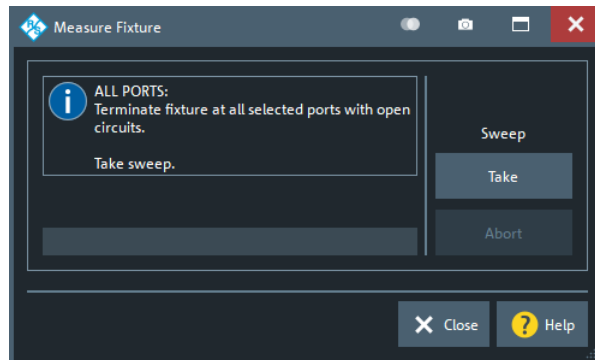 Measure Fixture
ALL PORTS:
Terminate fixture at all selected ports with open
circuits.
Take sweep.
Sweep
Take
Abort
Close
? Help